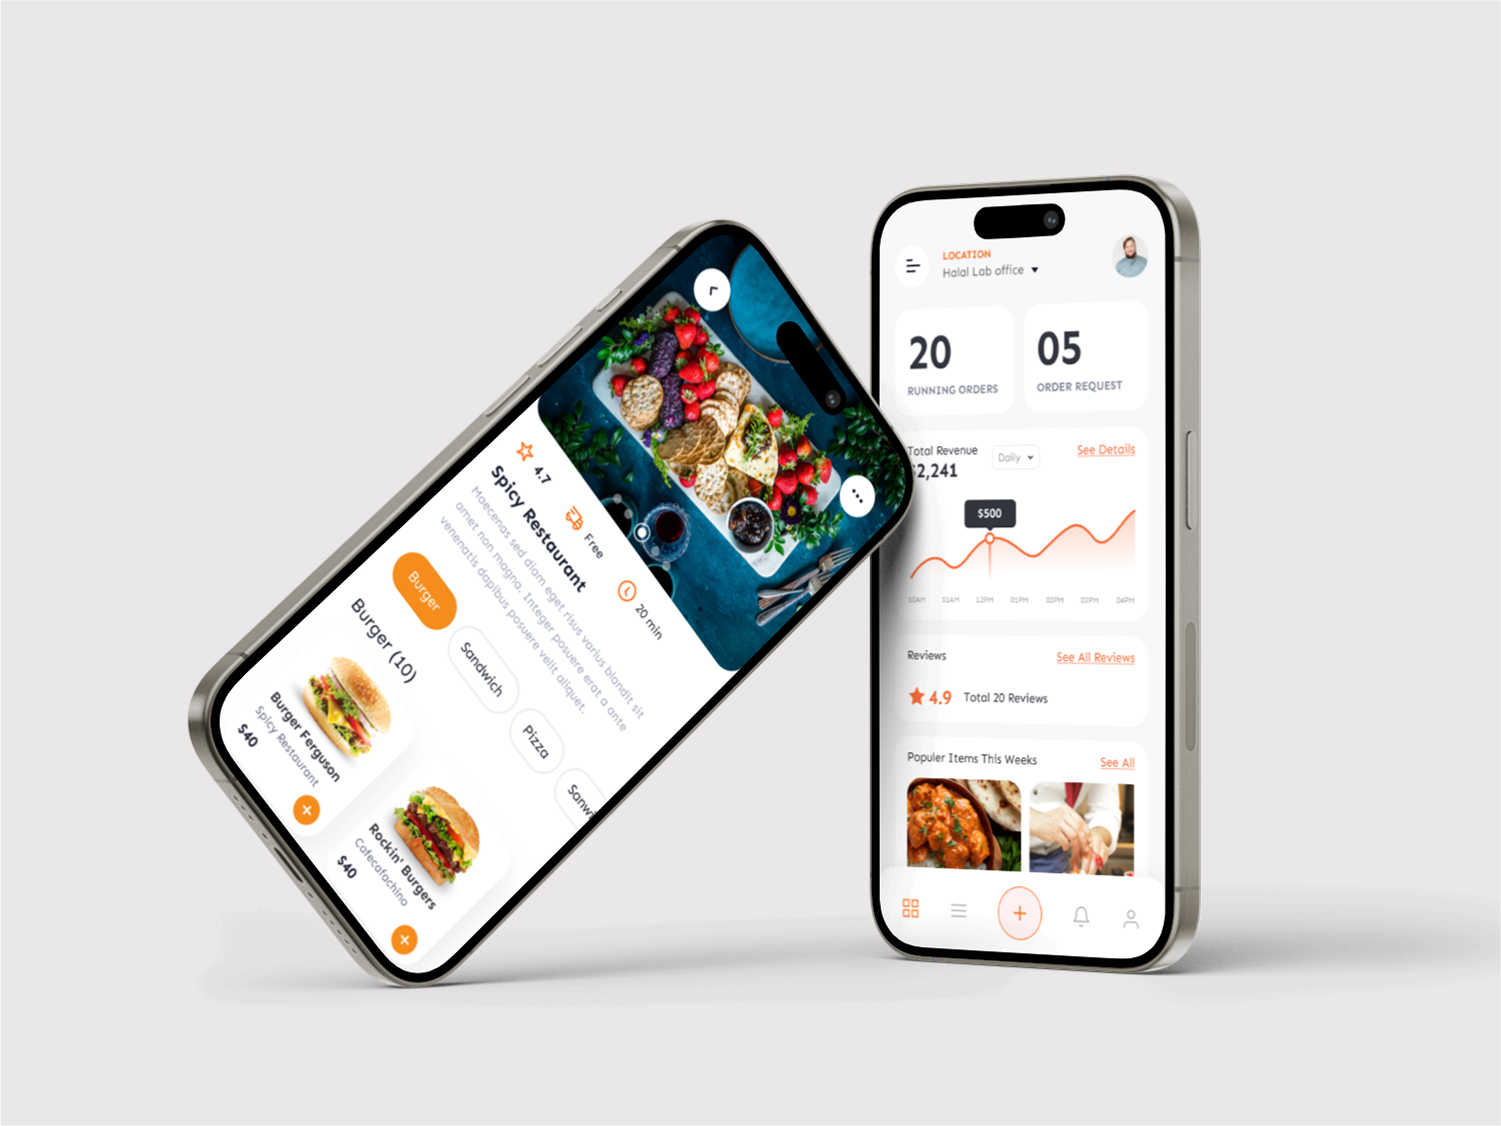 4.7
Free
20 min
Spicy Restaurant
Maecenas sed diam eget risus varius blandit sit
amet non magna. Integer posuere erat a ante
venenatis dapibus posuere velit aliquet.
Burger
Sandwich
Pizza
Sanwi
Burger (10)
Burger Ferguson
Spicy Restaurant
$40
Rockin' Burgers
Cafecafachino
$40
LOCATION
Halal Lab office
20
RUNNING ORDERS
05
ORDER REQUEST
Total Revenue
Daily
See Details
$2,241
$500
10AM 11AM 12PM 01PM 02PM 03PM 04PM
Reviews
See All Reviews
4.9 Total 20 Reviews
Populer Items This Weeks
See All